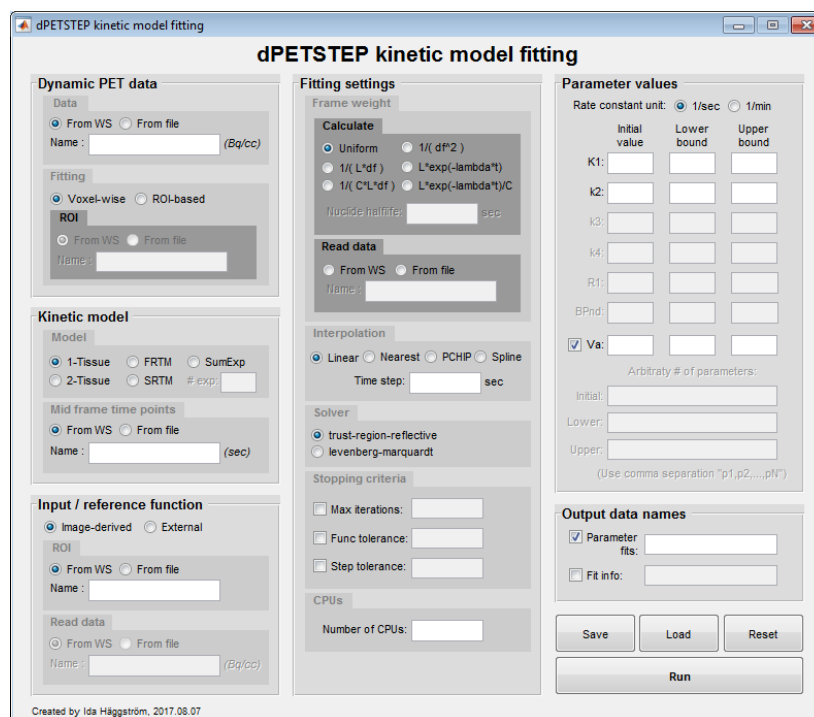 dPETSTEP kinetic model fitting
dPETSTEP kinetic model fitting
Dynamic PET data
Data
From WS From file
Name : (Bq/cc)
Fitting
Voxel-wise ROI-based
ROI
From WS From file
Name :
Kinetic model
Model
1-Tissue FRTM SumExp
2-Tissue SRTM # exp:
Mid frame time points
From WS From file
Name : (sec)
Input / reference function
Image-derived External
ROI
From WS From file
Name :
Read data
From WS From file
Name : (Bq/cc)
Fitting settings
Frame weight
Calculate
Uniform 1/( df^2 )
1/( L*df ) L*exp(-lambda*t)
1/( C*L*df ) L*exp(-lambda*t)/C
Nuclide halflife: sec
Read data
From WS From file
Name :
Interpolation
Linear Nearest PCHIP Spline
Time step: sec
Solver
trust-region-reflective
levenberg-marquardt
Stopping criteria
Max iterations:
Func tolerance:
Step tolerance:
CPUs
Number of CPUs:
Parameter values
Rate constant unit: 1/sec 1/min
Initial value Lower bound Upper bound
K1:
k2:
k3:
k4:
R1:
BPnd:
Va:
Arbitraty # of parameters:
Initial:
Lower:
Upper:
(Use comma separation "p1,p2,...,pN")
Output data names
Parameter
fits:
Fit info:
Save Load Reset
Run
Created by Ida Häggström, 2017.08.07